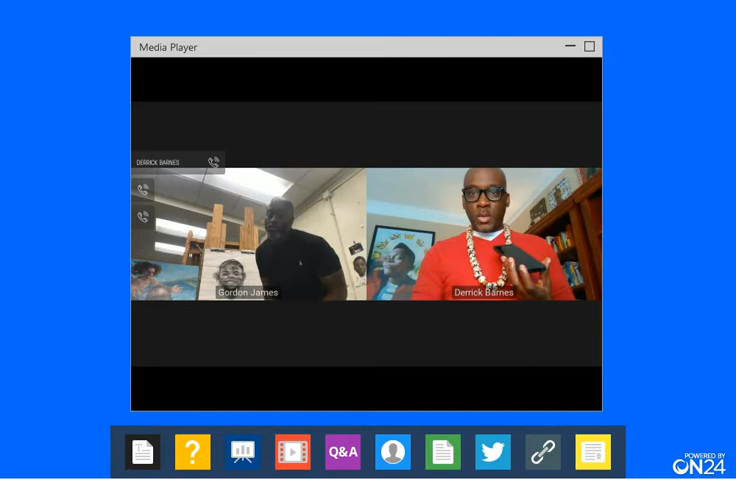 Media Player
DERRICK BARNES
Gordon James
Derrick Barnes
?
Q&A
POWERED BY
ON24